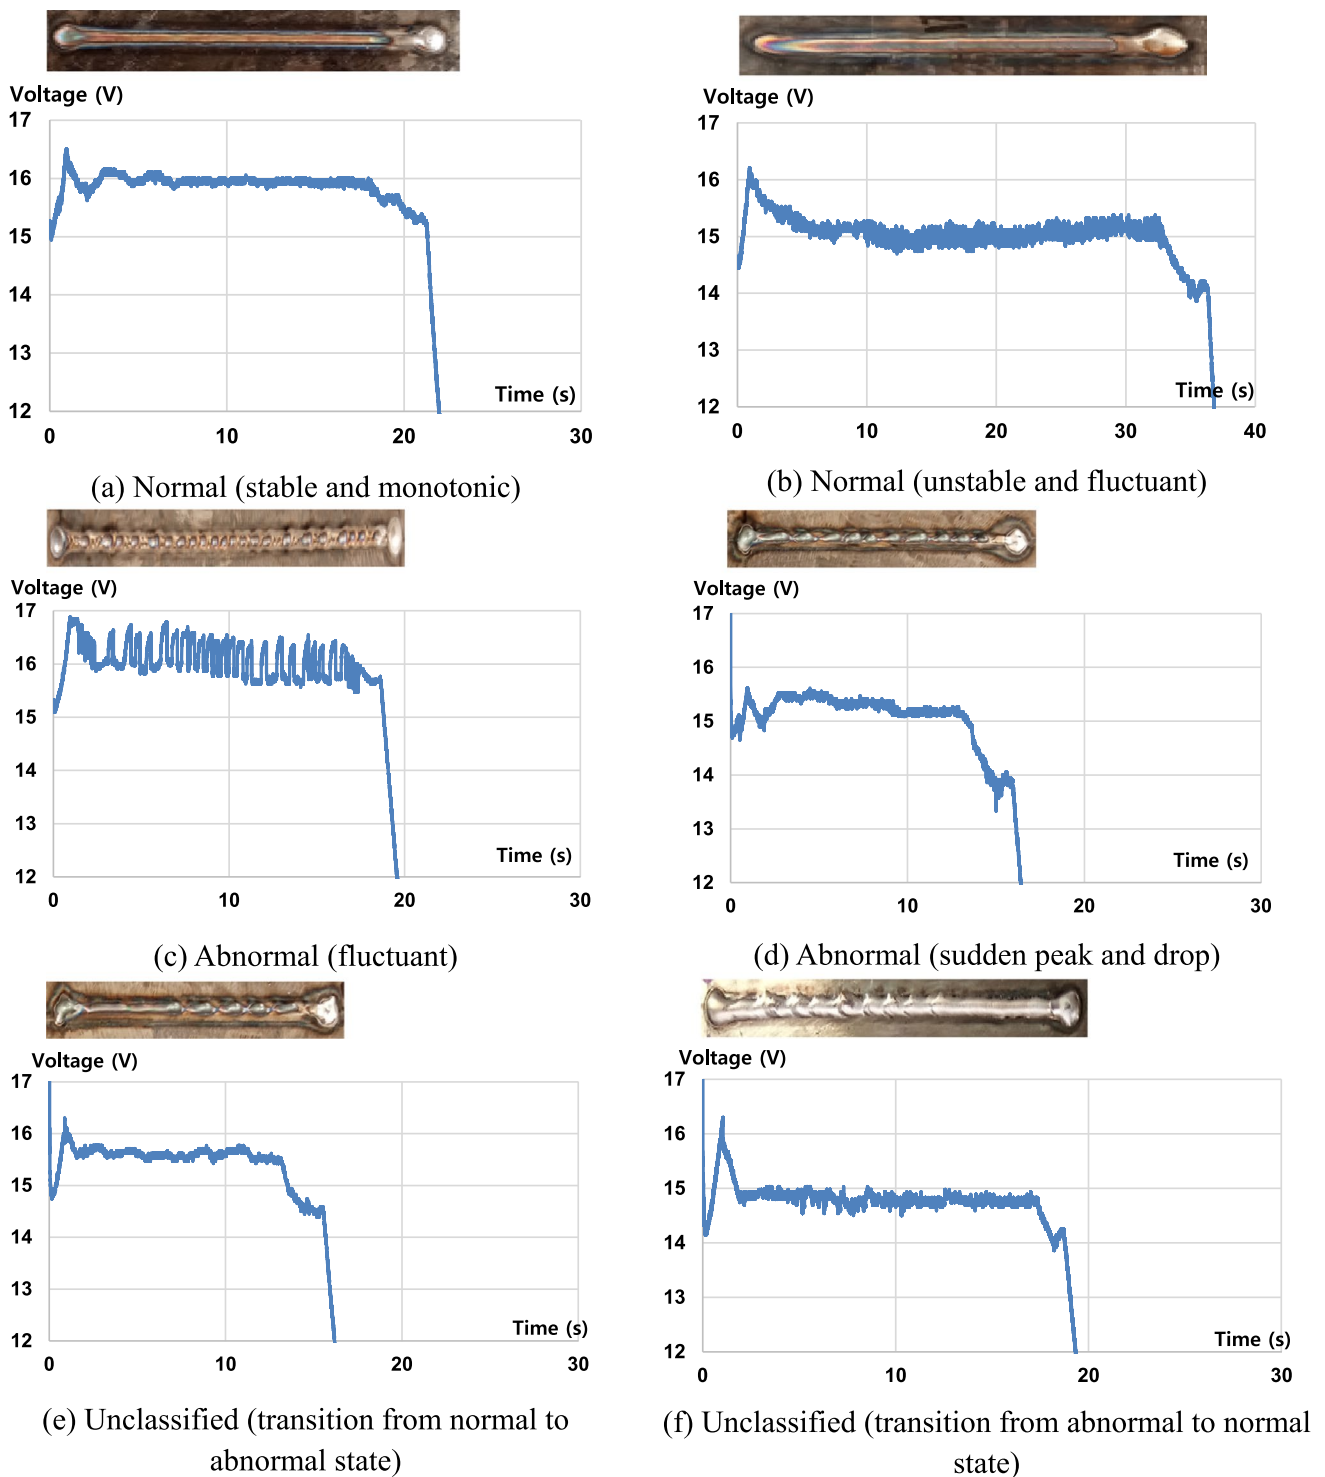 Voltage (V)
17
16
15
14
13
12
Time (s)
0 10 20 30
(a) Normal (stable and monotonic)
Voltage (V)
17
16
15
14
13
12
Time (s)
0 10 20 30 40
(b) Normal (unstable and fluctuant)
Voltage (V)
17
16
15
14
13
12
Time (s)
0 10 20 30
(c) Abnormal (fluctuant)
Voltage (V)
17
16
15
14
13
12
Time (s)
0 10 20 30
(d) Abnormal (sudden peak and drop)
Voltage (V)
17
16
15
14
13
12
Time (s)
0 10 20 30
(e) Unclassified (transition from normal to
abnormal state)
Voltage (V)
17
16
15
14
13
12
Time (s)
0 10 20 30
(f) Unclassified (transition from abnormal to normal
state)